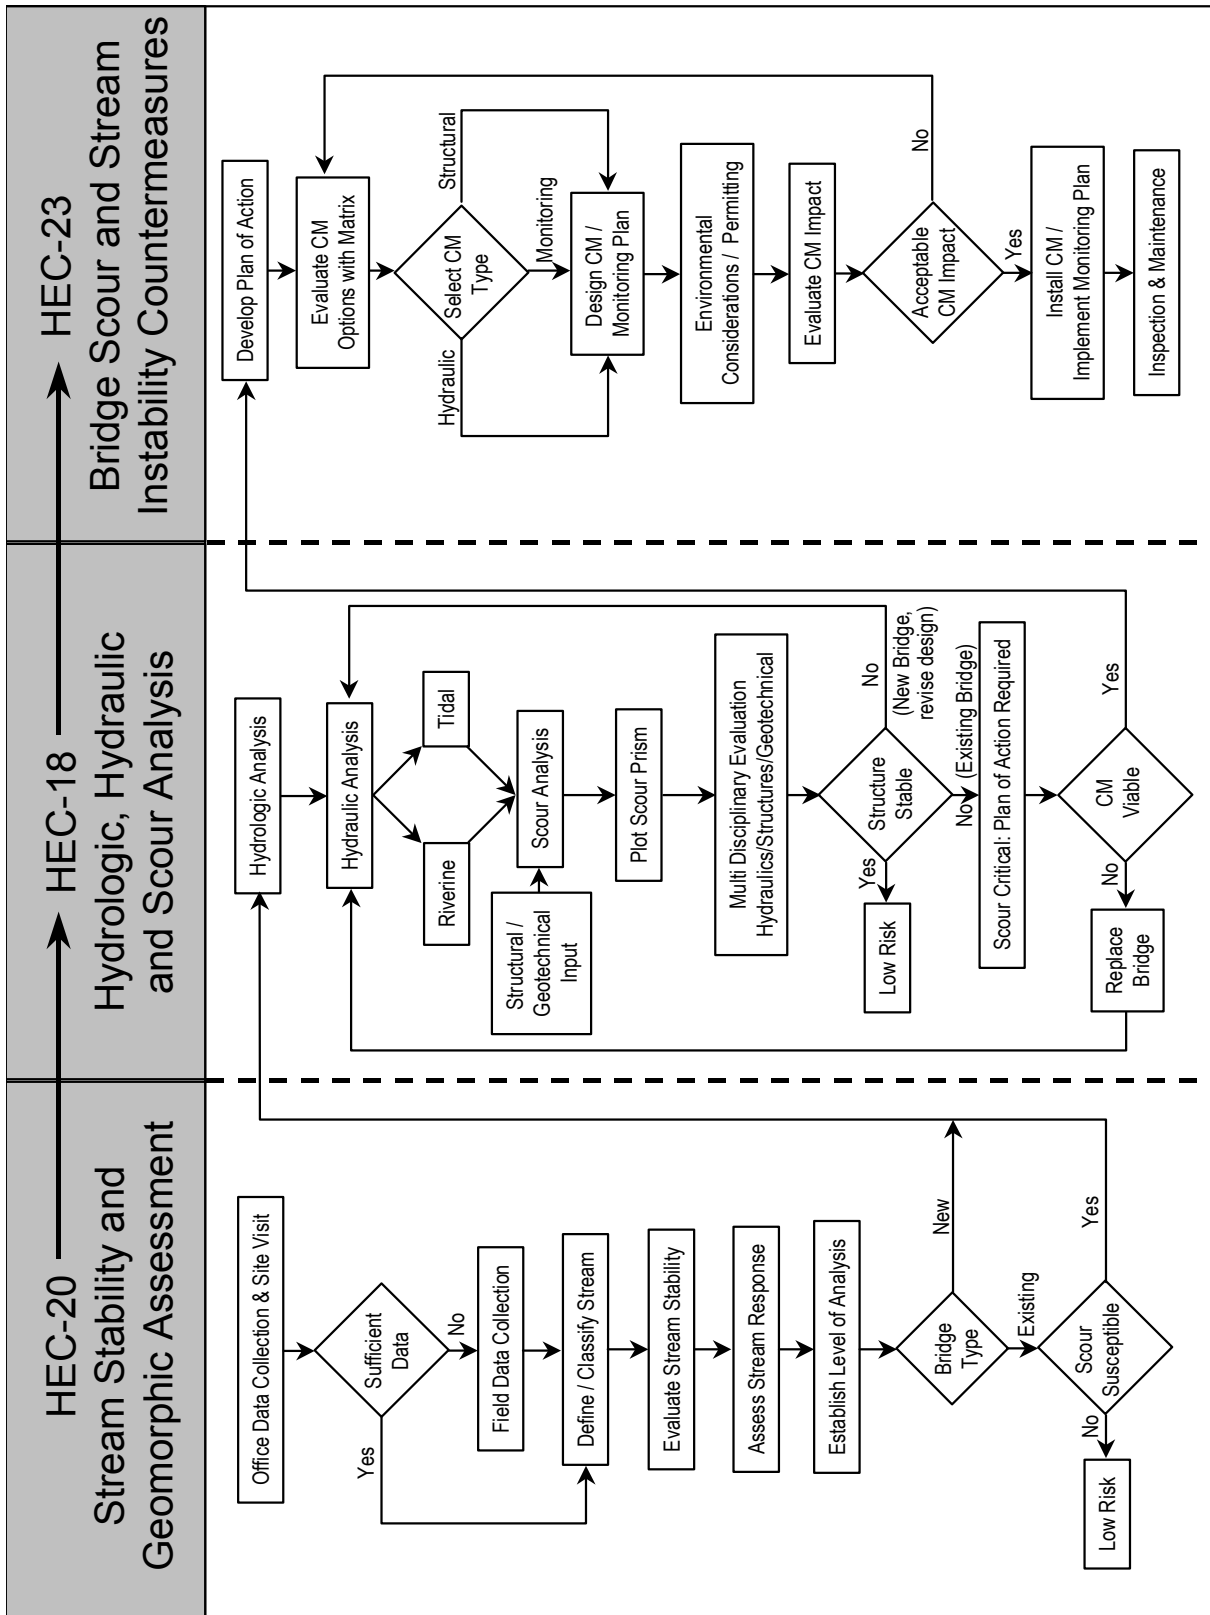 HEC-20
HEC-18
HEC-23
Stream Stability and
Geomorphic Assessment
Hydrologic, Hydraulic
and Scour Analysis
Bridge Scour and Stream
Instability Countermeasures
Office Data Collection & Site Visit
Sufficient
Data
Yes
No
Field Data Collection
Define / Classify Stream
Evaluate Stream Stability
Assess Stream Response
Establish Level of Analysis
Bridge
Type
New
Existing
Scour
Susceptible
No
Yes
Low Risk
Hydrologic Analysis
Hydraulic Analysis
Riverine
Tidal
Structural /
Geotechnical
Input
Scour Analysis
Plot Scour Prism
Multi Disciplinary Evaluation
Hydraulics/Structures/Geotechnical
Structure
Stable
Yes
No
(New Bridge,
revise design)
Low Risk
No (Existing Bridge)
Scour Critical: Plan of Action Required
CM
Viable
No
Yes
Replace
Bridge
Develop Plan of Action
Evaluate CM
Options with Matrix
Select CM
Type
Hydraulic
Monitoring
Structural
Design CM /
Monitoring Plan
Environmental
Considerations / Permitting
Evaluate CM Impact
Acceptable
CM Impact
No
Yes
Install CM /
Implement Monitoring Plan
Inspection & Maintenance